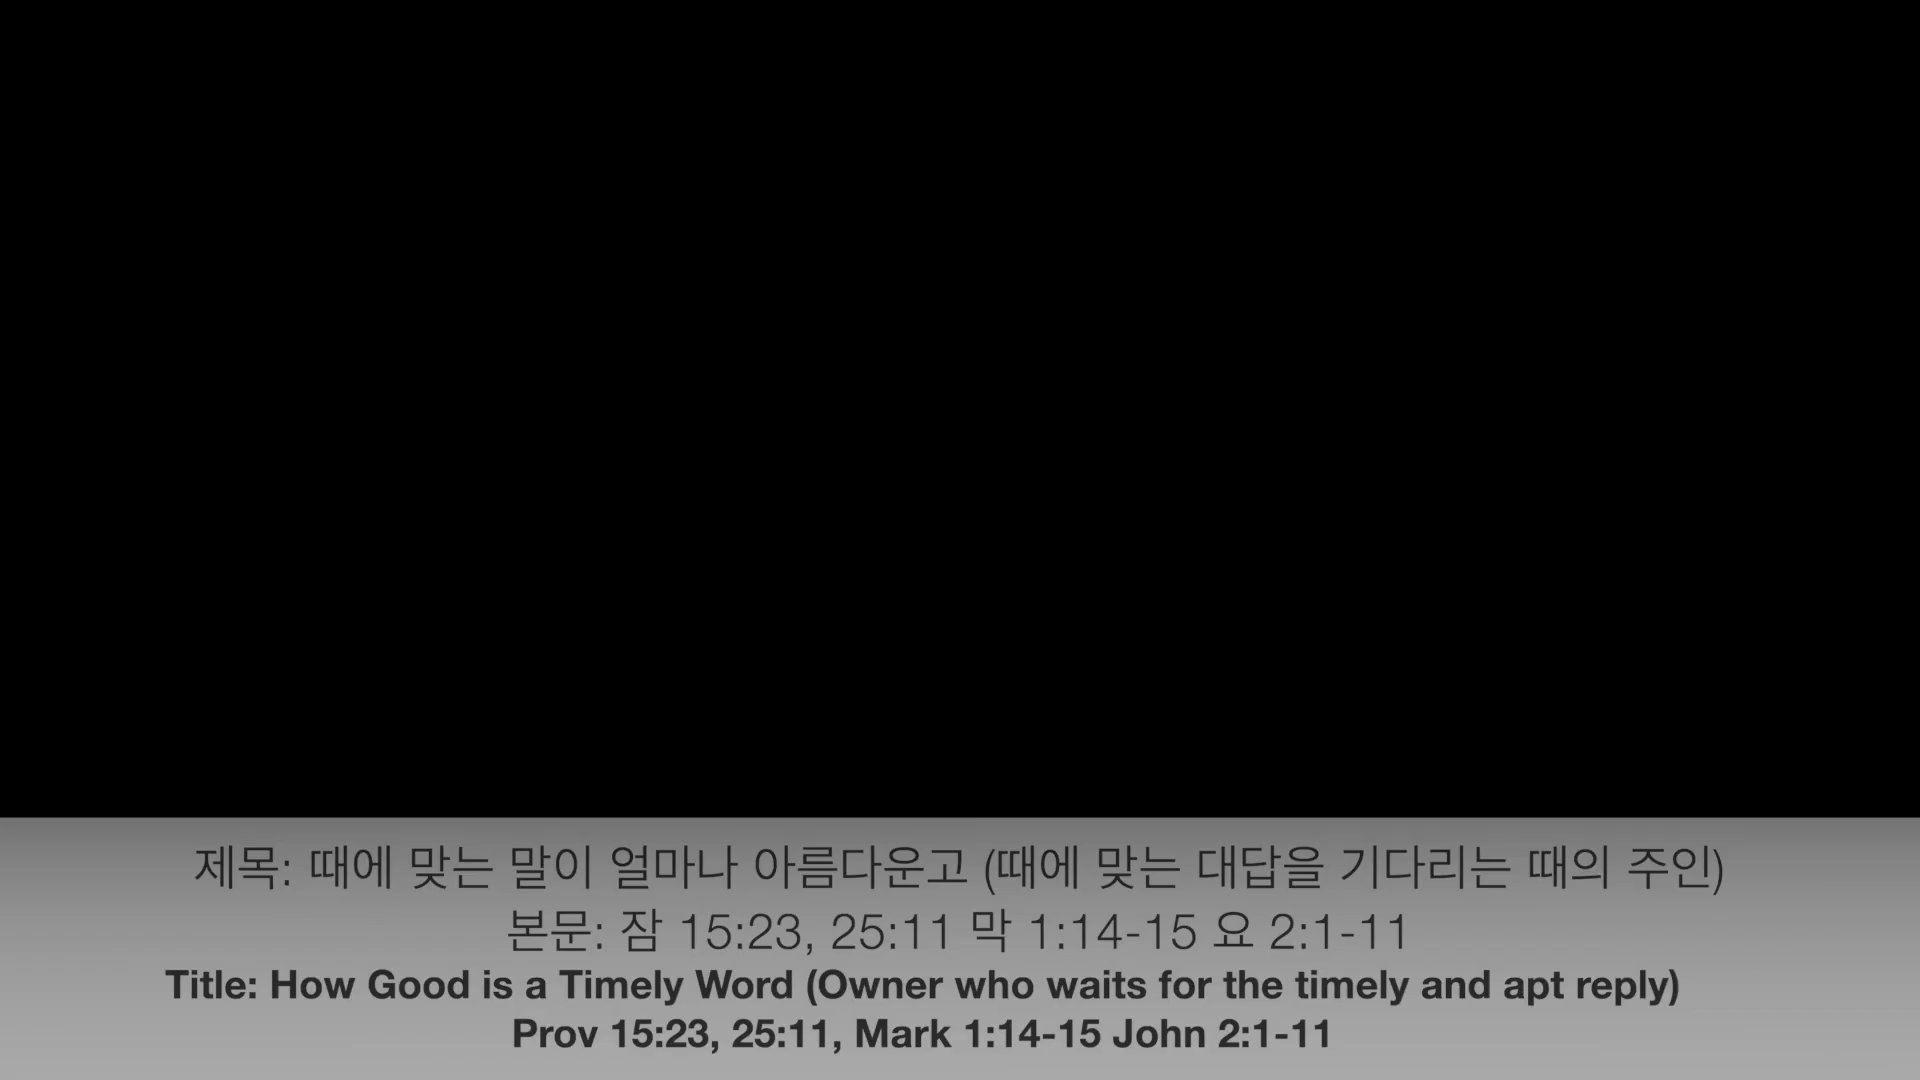 제목: 때에 맞는 말이 얼마나 아름다운고 (때에 맞는 대답을 기다리는 때의 주인)
본문: 잠 15:23, 25:11 막 1:14-15 요 2:1-11
Title: How Good is a Timely Word (Owner who waits for the timely and apt reply)
Prov 15:23, 25:11, Mark 1:14-15 John 2:1-11